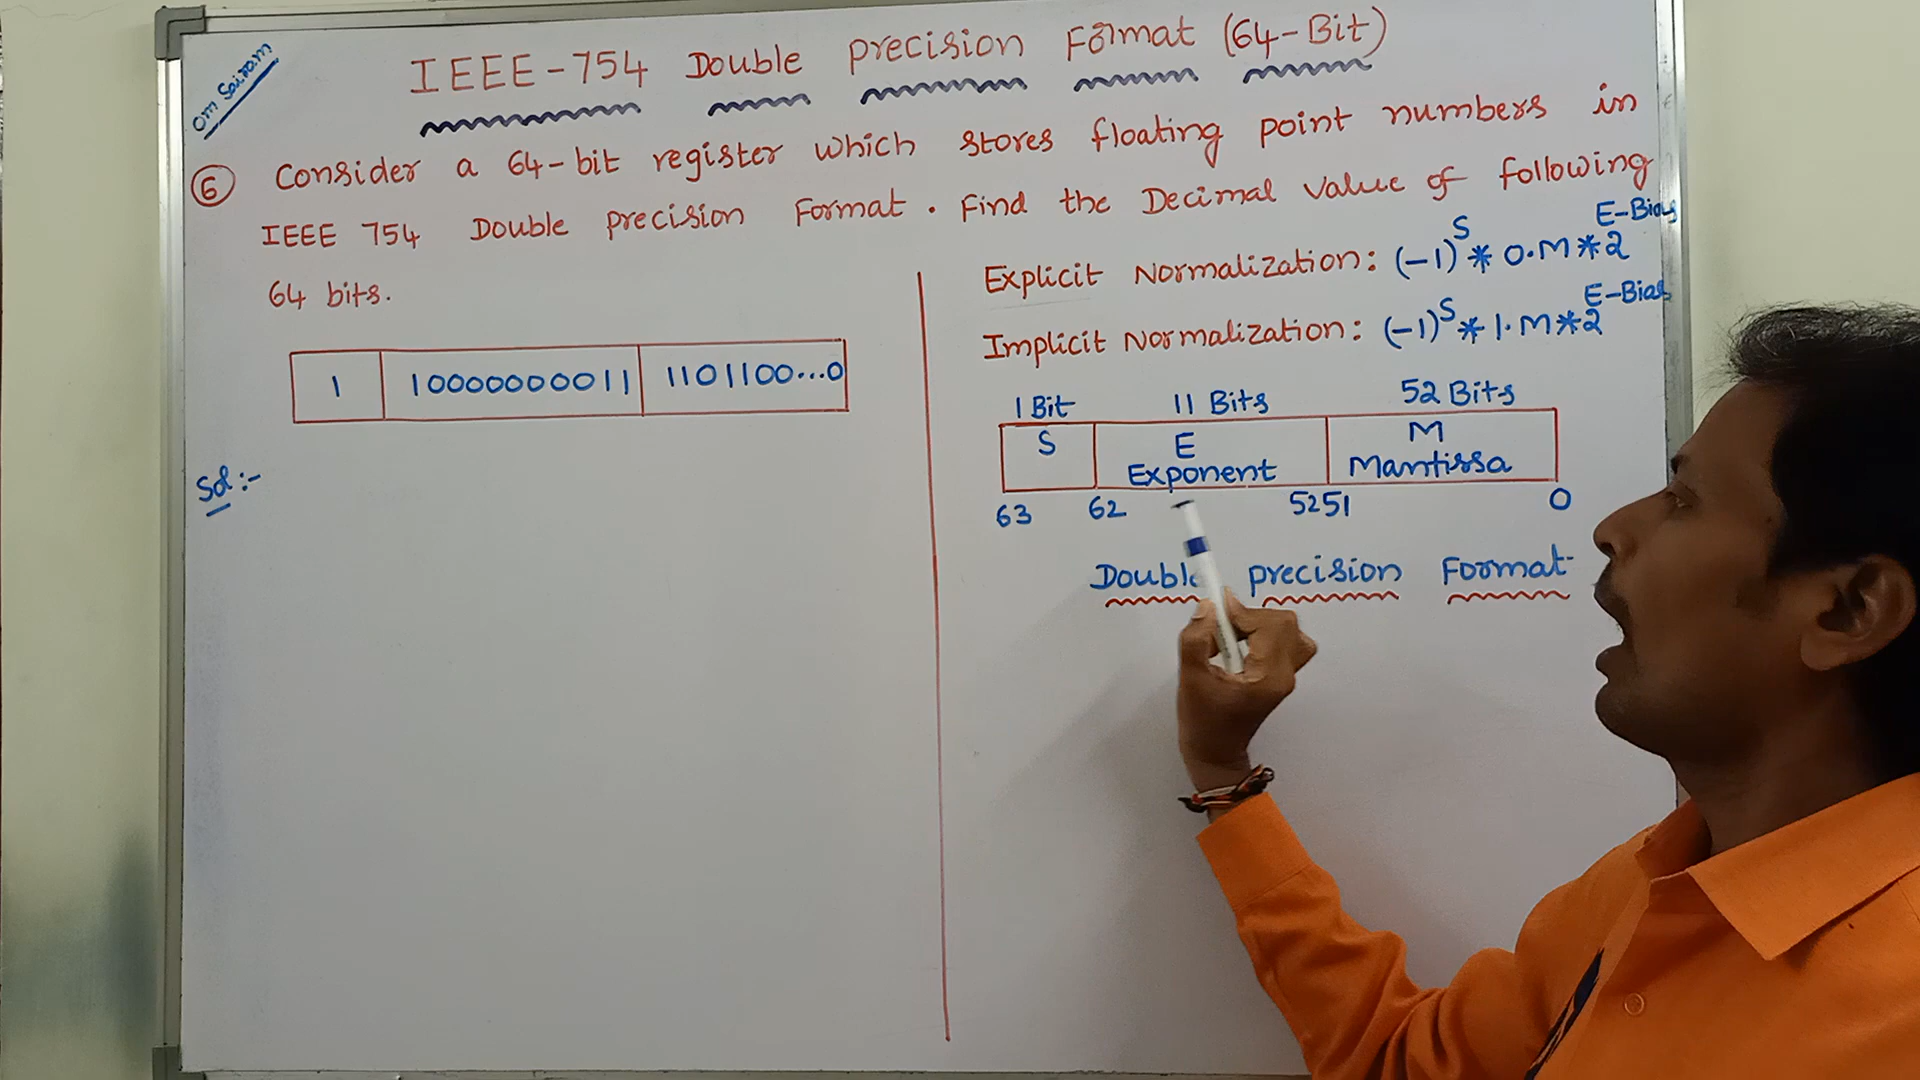 Om Sairam
IEEE-754 Double Precision Format (64-Bit)
6 Consider a 64-bit register which stores floating point numbers in
IEEE 754 Double precision Format. Find the Decimal value of following
64 bits.
1 10000000011 1101100...0
Sol:-
Explicit Normalization: (-1)^S * 0.M * 2^E-Bias
Implicit Normalization: (-1)^S * 1.M * 2^E-Bias
1 Bit 11 Bits 52 Bits
S E M
Exponent Mantissa
63 62 52 51 0
Double precision Format